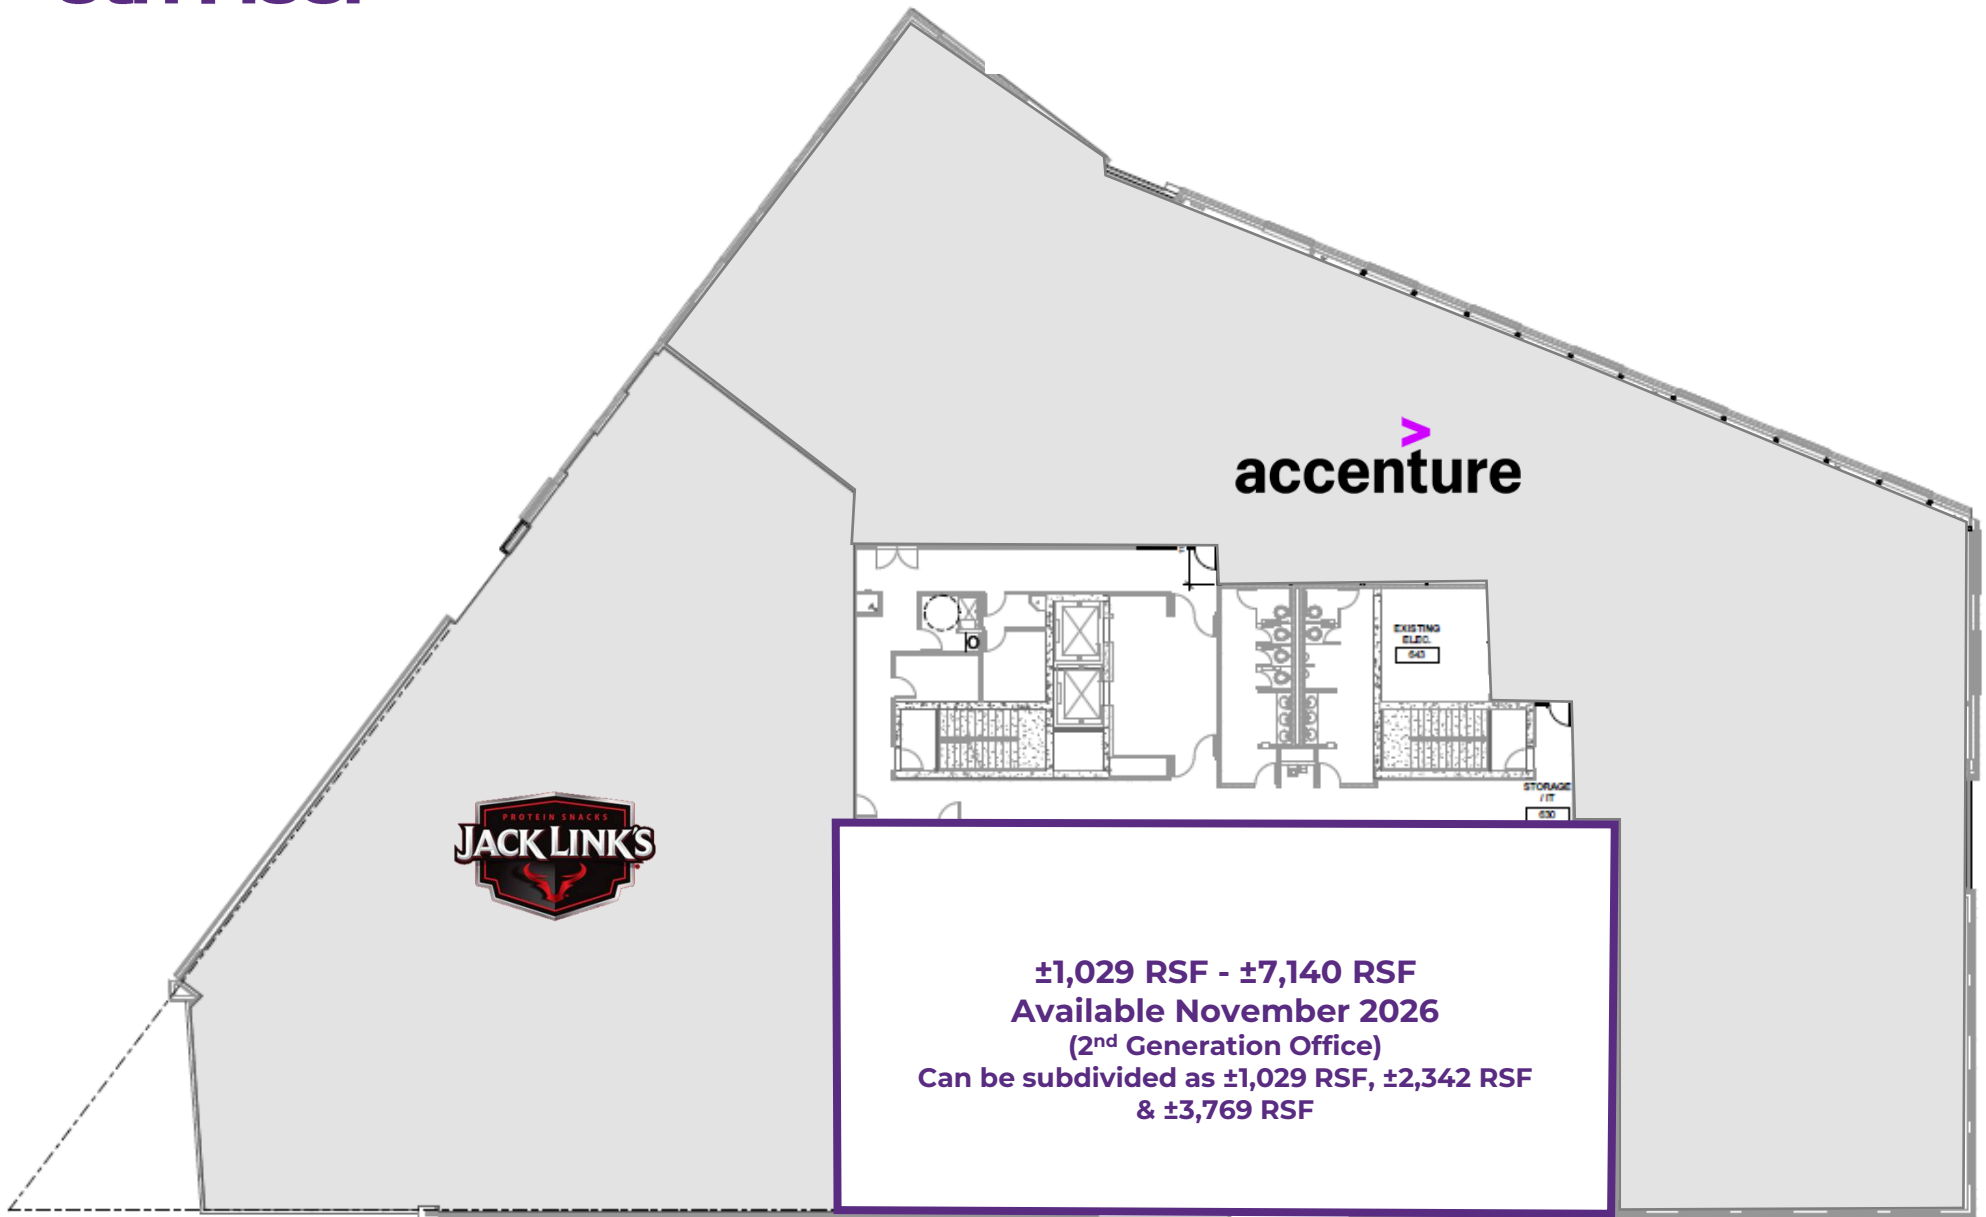 accenture
EXISTING
ELEC.
643
STORAGE
/ IT
630
PROTEIN SNACKS
JACK LINK'S
±1,029 RSF - ±7,140 RSF
Available November 2026
(2nd Generation Office)
Can be subdivided as ±1,029 RSF, ±2,342 RSF
& ±3,769 RSF